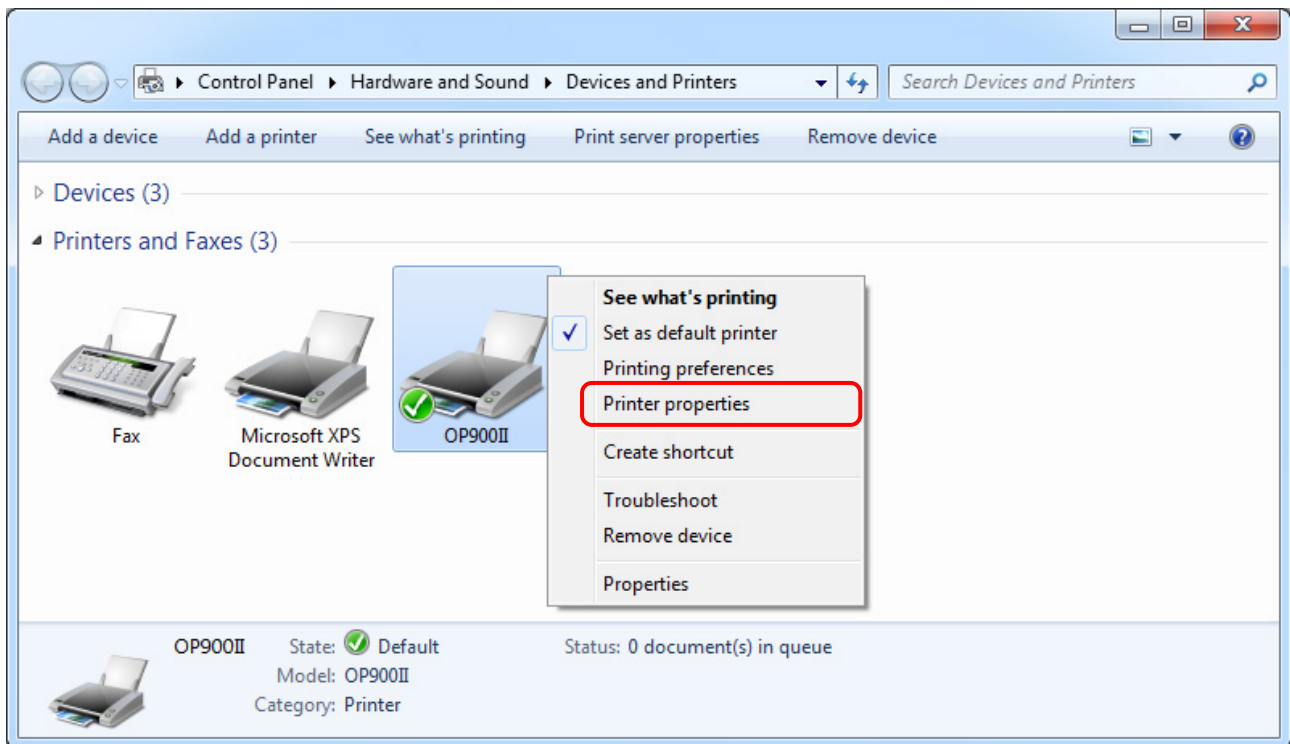 Control Panel Hardware and Sound Devices and Printers Search Devices and Printers
Add a device Add a printer See what's printing Print server properties Remove device
Devices (3)
Printers and Faxes (3)
Fax
Microsoft XPS
Document Writer
OP900Ⅱ
See what's printing
Set as default printer
Printing preferences
Printer properties
Create shortcut
Troubleshoot
Remove device
Properties
OP900Ⅱ State: Default Status: 0 document(s) in queue
Model: OP900Ⅱ
Category: Printer